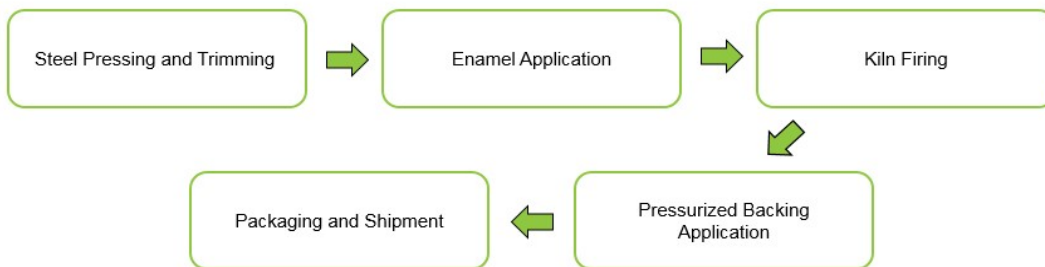 Steel Pressing and Trimming
Enamel Application
Kiln Firing
Pressurized Backing
Application
Packaging and Shipment